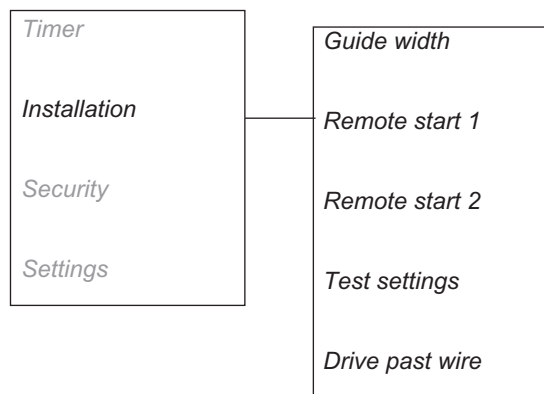 Timer
Installation
Security
Settings
Guide width
Remote start 1
Remote start 2
Test settings
Drive past wire